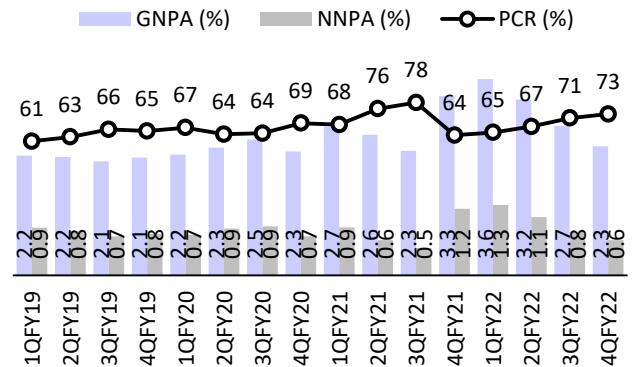 GNPA (%) NNPA (%) PCR (%)
61 63 66 65 67 64 64 69 68 76 78 64 65 67 71 73
2.2 0.9 2.2 0.8 2.1 0.7 2.1 0.8 2.2 0.7 2.3 0.9 2.5 0.9 2.3 0.7 2.7 0.9 2.6 0.6 2.3 0.5 3.3 1.2 3.6 1.3 3.2 1.1 2.7 0.8 2.3 0.6
1QFY19 2QFY19 3QFY19 4QFY19 1QFY20 2QFY20 3QFY20 4QFY20 1QFY21 2QFY21 3QFY21 4QFY21 1QFY22 2QFY22 3QFY22 4QFY22